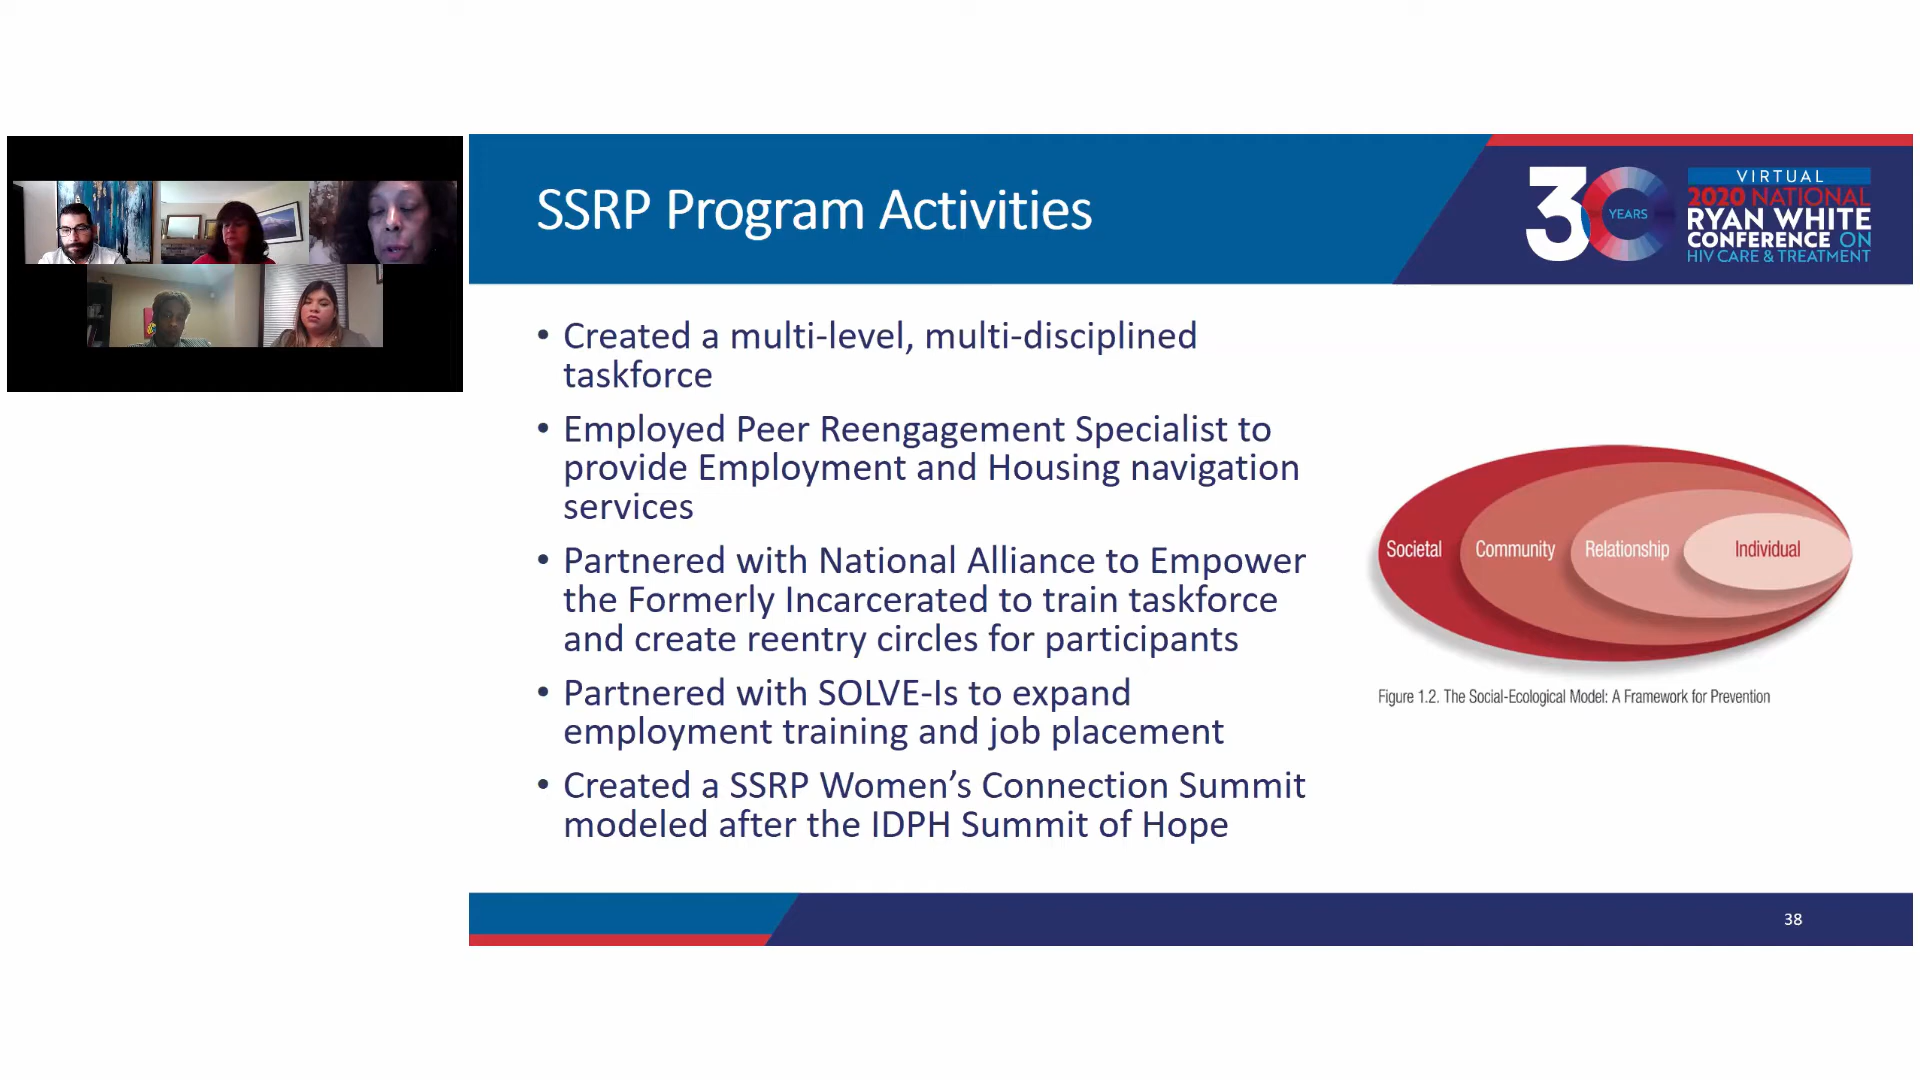 SSRP Program Activities
30
YEARS
VIRTUAL
2020 NATIONAL
RYAN WHITE
CONFERENCE ON
HIV CARE & TREATMENT
• Created a multi-level, multi-disciplined
taskforce
• Employed Peer Reengagement Specialist to
provide Employment and Housing navigation
services
• Partnered with National Alliance to Empower
the Formerly Incarcerated to train taskforce
and create reentry circles for participants
• Partnered with SOLVE-Is to expand
employment training and job placement
• Created a SSRP Women’s Connection Summit
modeled after the IDPH Summit of Hope
Societal Community Relationship Individual
Figure 1.2. The Social-Ecological Model: A Framework for Prevention
38